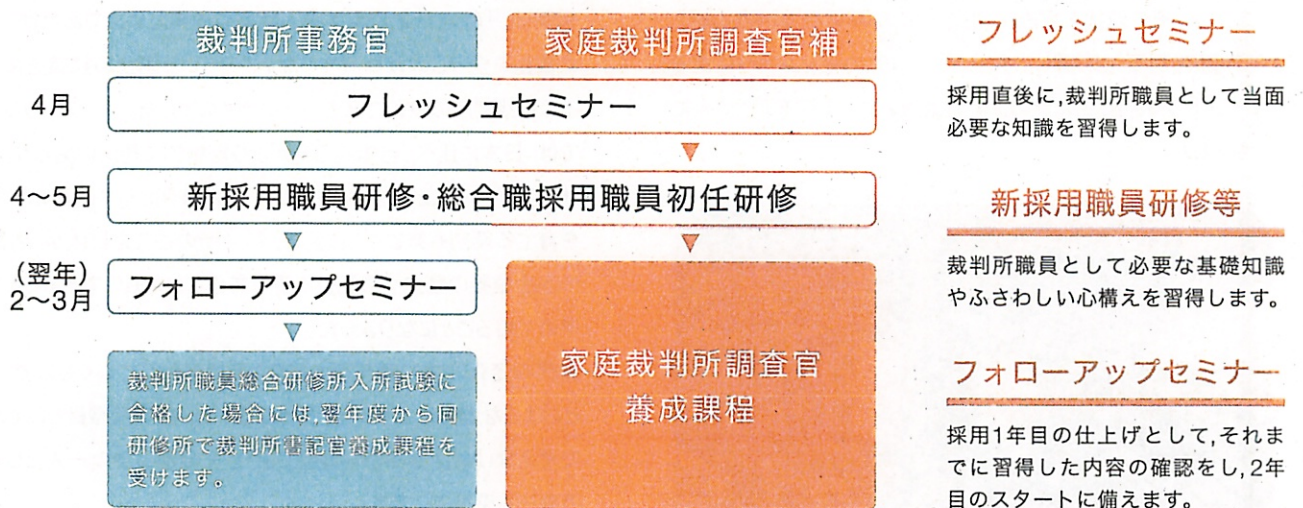 裁判所事務官
家庭裁判所調査官補
4月
フレッシュセミナー
4〜5月
新採用職員研修・総合職採用職員初任研修
(翌年)
2〜3月
フォローアップセミナー
裁判所職員総合研修所入所試験に
合格した場合には,翌年度から同
研修所で裁判所書記官養成課程を
受けます。
家庭裁判所調査官
養成課程
フレッシュセミナー
採用直後に,裁判所職員として当面
必要な知識を習得します。
新採用職員研修等
裁判所職員として必要な基礎知識
やふさわしい心構えを習得します。
フォローアップセミナー
採用1年目の仕上げとして,それま
でに習得した内容の確認をし,2年
目のスタートに備えます。